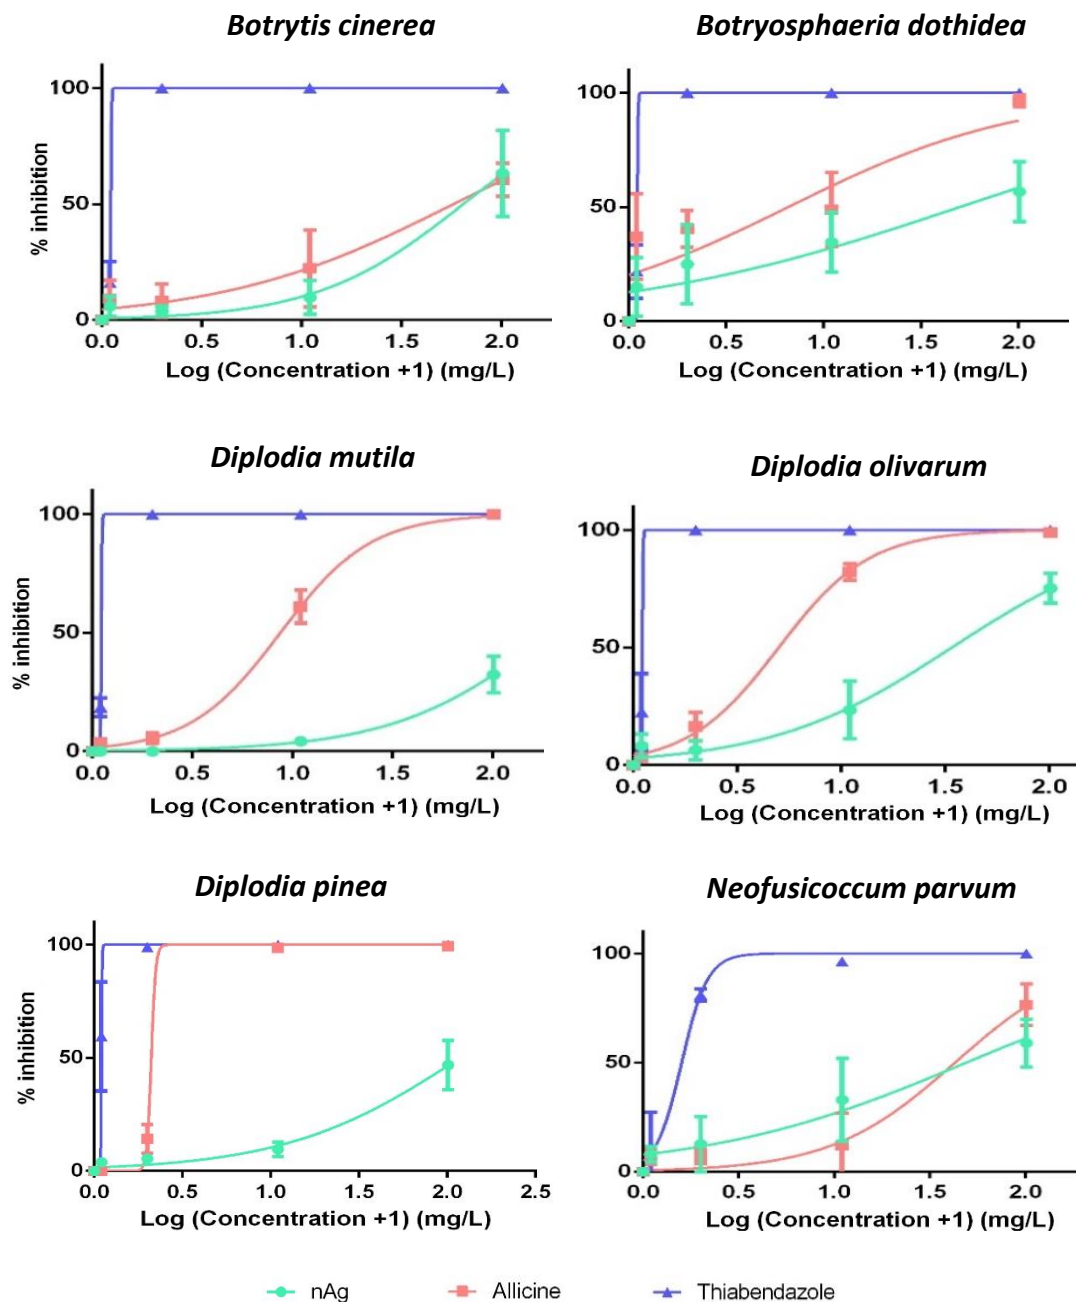 Botrytis cinerea
Botryosphaeria dothidea
100
50
0
% inhibition
0.0 0.5 1.0 1.5 2.0
Log (Concentration +1) (mg/L)
100
50
0
0.0 0.5 1.0 1.5 2.0
Log (Concentration +1) (mg/L)
Diplodia mutila
Diplodia olivarum
100
50
0
% inhibition
0.0 0.5 1.0 1.5 2.0
Log (Concentration +1) (mg/L)
100
50
0
0.0 0.5 1.0 1.5 2.0
Log (Concentration +1) (mg/L)
Diplodia pinea
Neofusicoccum parvum
100
50
0
% inhibition
0.0 0.5 1.0 1.5 2.0 2.5
Log (Concentration +1) (mg/L)
100
50
0
0.0 0.5 1.0 1.5 2.0
Log (Concentration +1) (mg/L)
nAg Allicine Thiabendazole